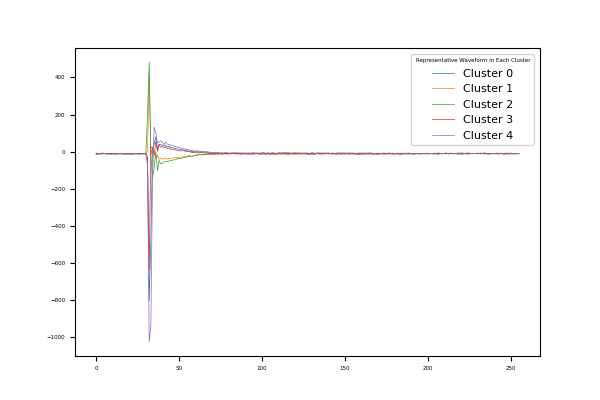 Representative Waveform in Each Cluster
Cluster 0
Cluster 1
Cluster 2
Cluster 3
Cluster 4
400
200
0
−200
−400
−600
−800
−1000
0 50 100 150 200 250